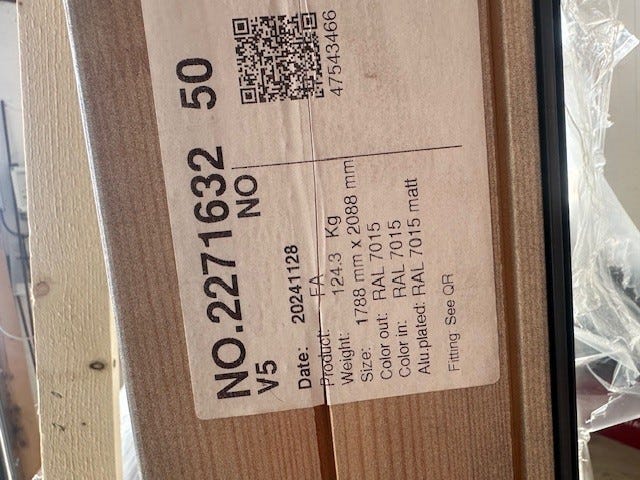 NO.2271632 50
V5 NO
47543466
Date: 20241128
Product: FA
Weight: 124.3 Kg
Size: 1788 mm x 2088 mm
Color out: RAL 7015
Color in: RAL 7015
Alu.plated: RAL 7015 matt
Fitting: See QR